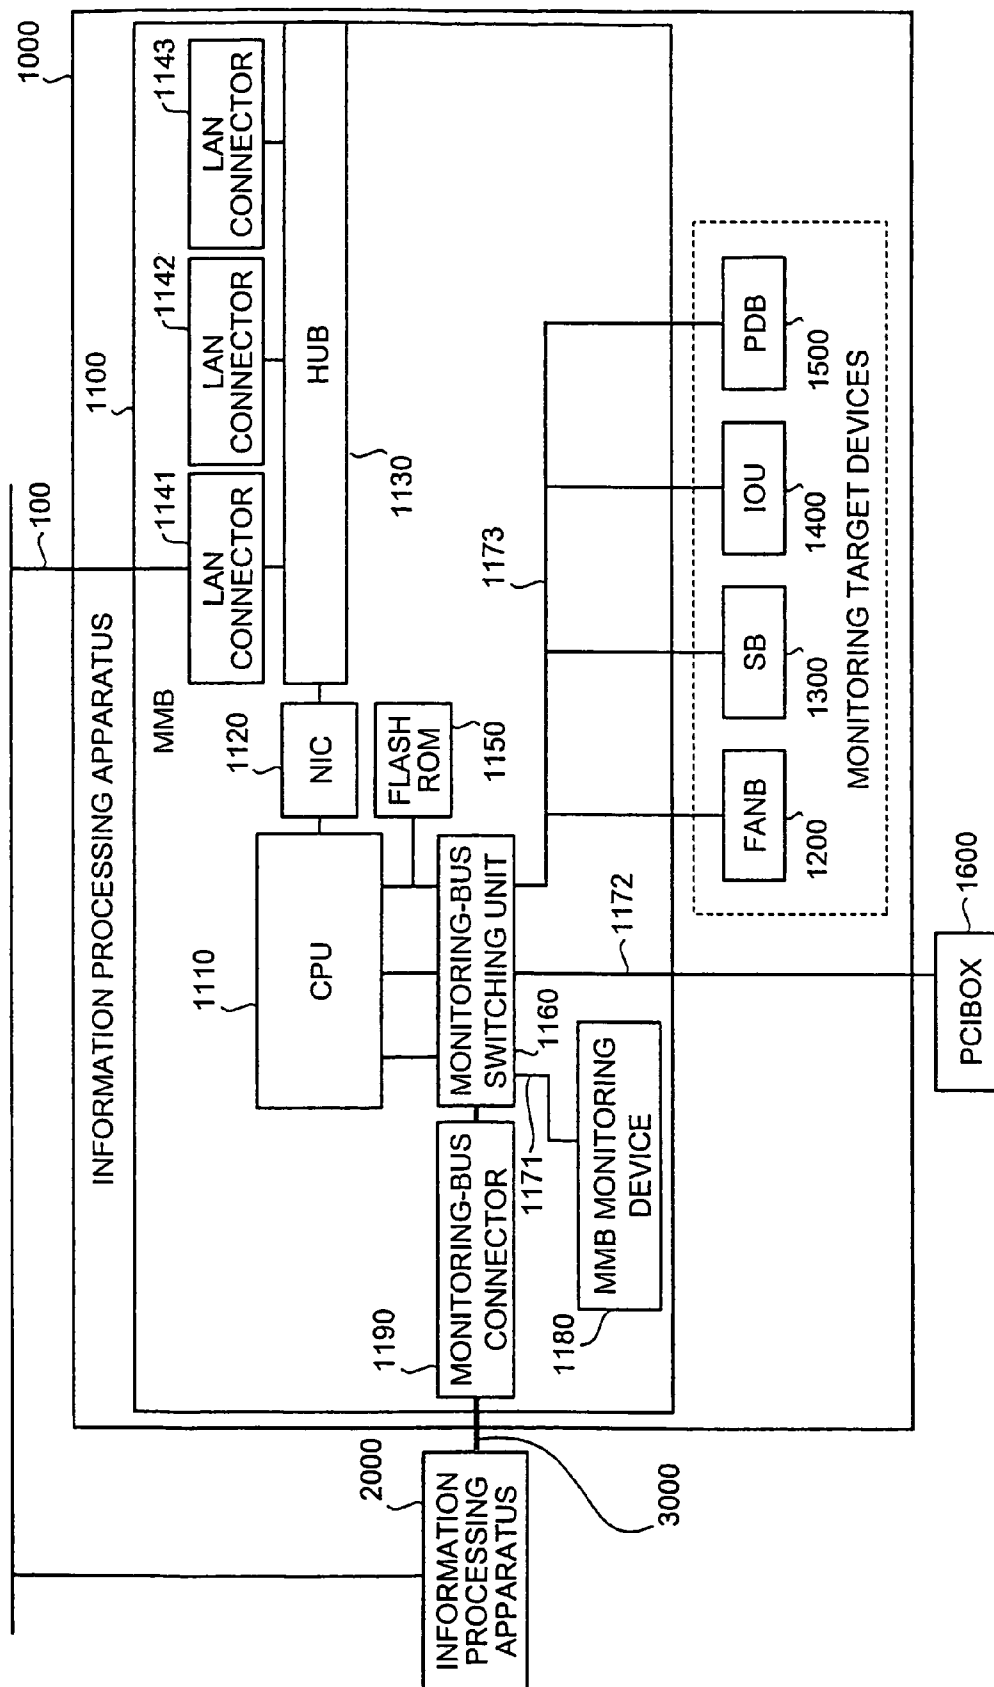 1000
INFORMATION PROCESSING APPARATUS
100
1100
MMB
1141
LAN
CONNECTOR
1142
LAN
CONNECTOR
1143
LAN
CONNECTOR
1110
CPU
1120
NIC
HUB
1130
FLASH
ROM
1150
2000
INFORMATION
PROCESSING
APPARATUS
3000
1190
MONITORING-BUS
CONNECTOR
MONITORING-BUS
SWITCHING UNIT
1160
1171
1172
1173
1180
MMB MONITORING
DEVICE
FANB
1200
SB
1300
IOU
1400
PDB
1500
MONITORING TARGET DEVICES
PCIBOX
1600